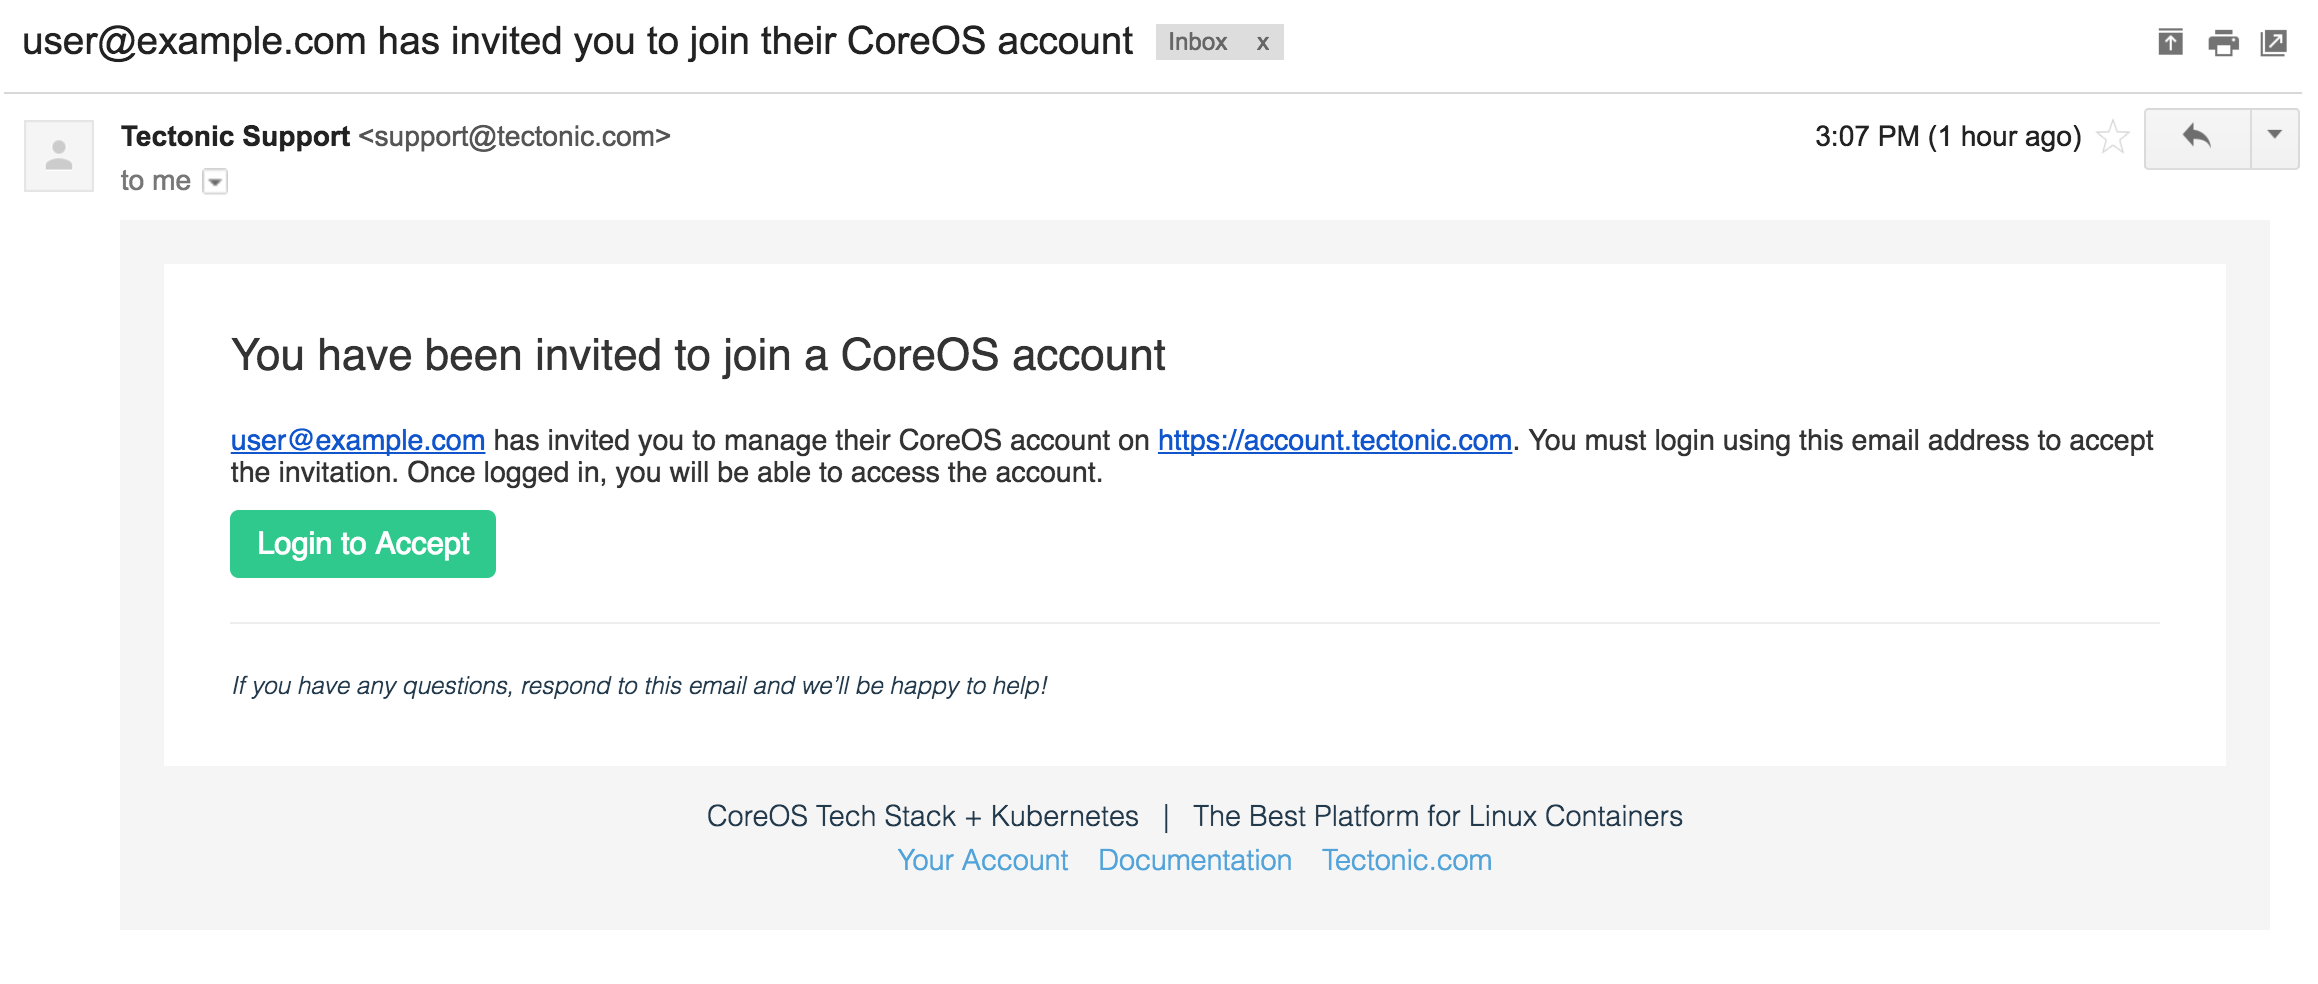 user@example.com has invited you to join their CoreOS account Inbox x
Tectonic Support <support@tectonic.com> 3:07 PM (1 hour ago)
to me
You have been invited to join a CoreOS account
user@example.com has invited you to manage their CoreOS account on https://account.tectonic.com. You must login using this email address to accept
the invitation. Once logged in, you will be able to access the account.
Login to Accept
If you have any questions, respond to this email and we'll be happy to help!
CoreOS Tech Stack + Kubernetes | The Best Platform for Linux Containers
Your Account Documentation Tectonic.com